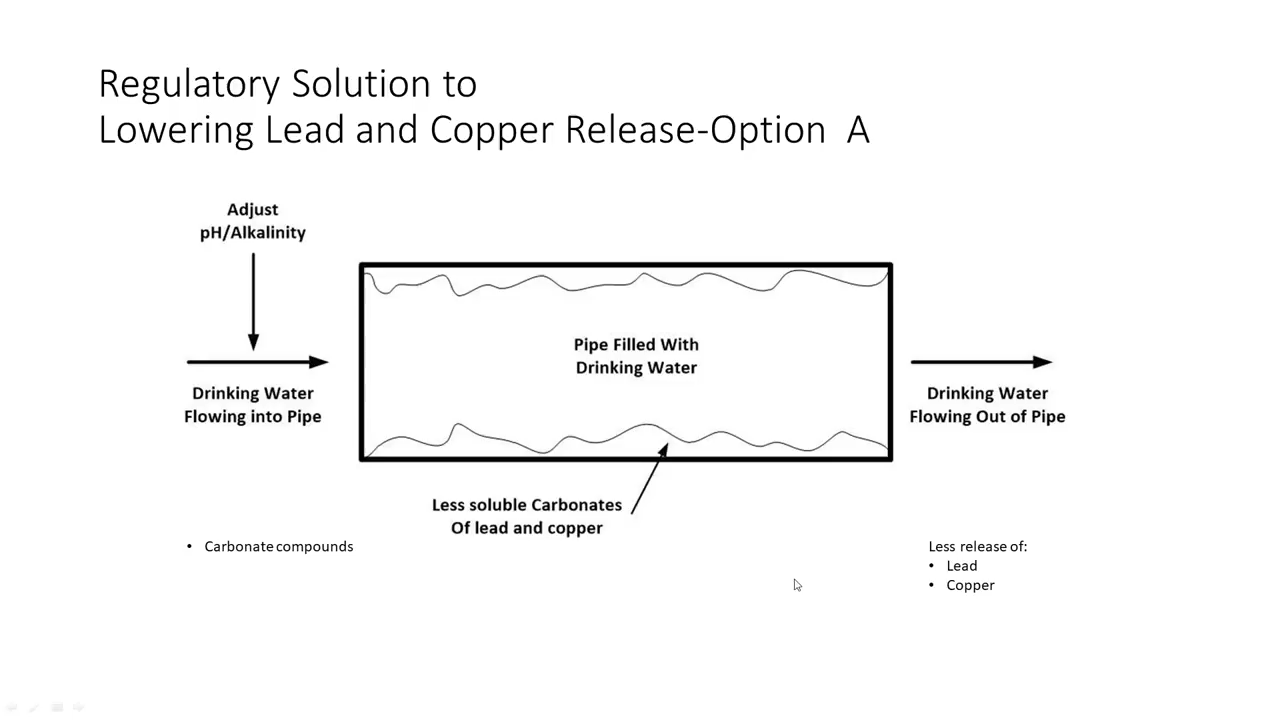 Regulatory Solution to
Lowering Lead and Copper Release-Option A
Adjust
pH/Alkalinity
Drinking Water
Flowing into Pipe
Pipe Filled With
Drinking Water
Drinking Water
Flowing Out of Pipe
Less soluble Carbonates
Of lead and copper
• Carbonate compounds
Less release of:
• Lead
• Copper